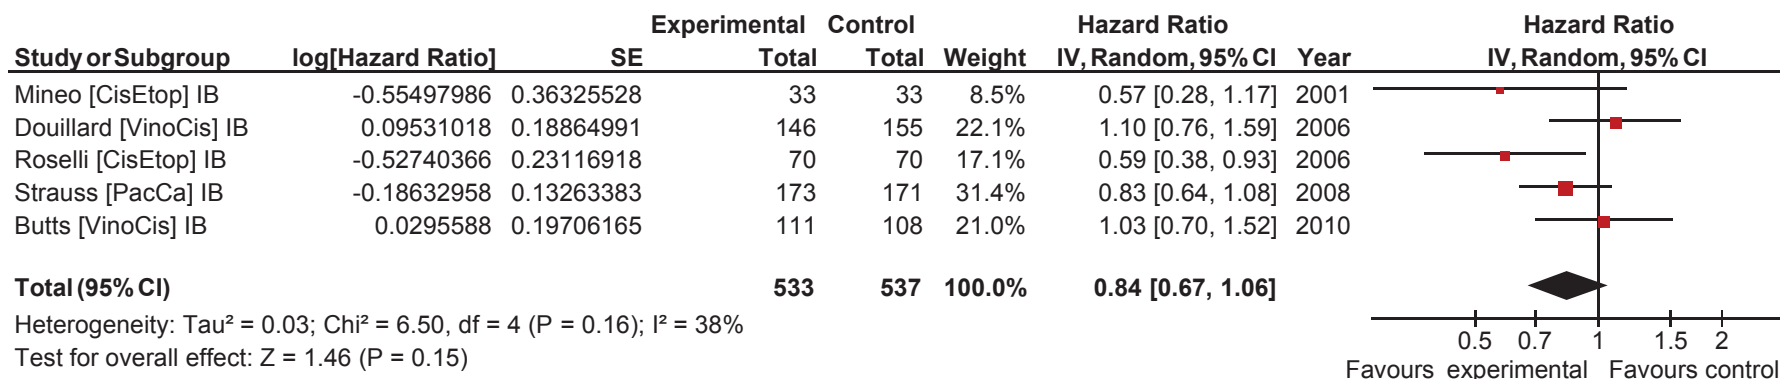 Experimental Control Hazard Ratio Hazard Ratio
Study or Subgroup log[Hazard Ratio] SE Total Total Weight IV, Random, 95% CI Year IV, Random, 95% CI
Mineo [CisEtop] IB -0.55497986 0.36325528 33 33 8.5% 0.57 [0.28, 1.17] 2001
Douillard [VinoCis] IB 0.09531018 0.18864991 146 155 22.1% 1.10 [0.76, 1.59] 2006
Roselli [CisEtop] IB -0.52740366 0.23116918 70 70 17.1% 0.59 [0.38, 0.93] 2006
Strauss [PacCa] IB -0.18632958 0.13263383 173 171 31.4% 0.83 [0.64, 1.08] 2008
Butts [VinoCis] IB 0.0295588 0.19706165 111 108 21.0% 1.03 [0.70, 1.52] 2010
Total (95% CI) 533 537 100.0% 0.84 [0.67, 1.06]
Heterogeneity: Tau² = 0.03; Chi² = 6.50, df = 4 (P = 0.16); I² = 38%
Test for overall effect: Z = 1.46 (P = 0.15)
0.5 0.7 1 1.5 2
Favours experimental Favours control